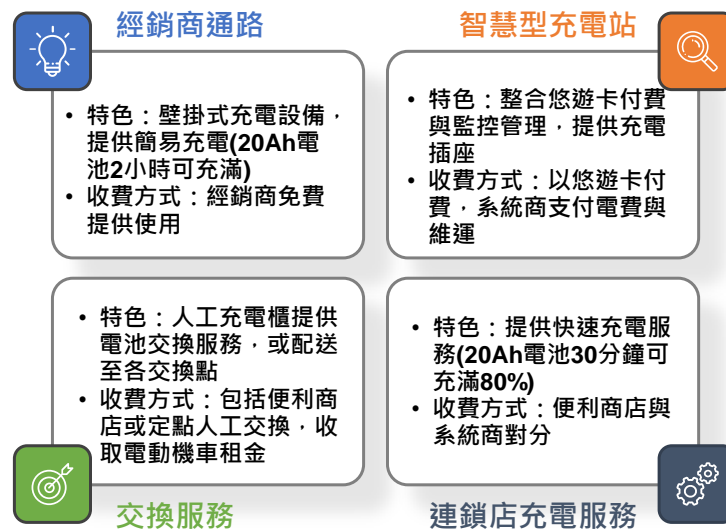 經銷商通路
• 特色：壁掛式充電設備，
提供簡易充電(20Ah電
池2小時可充滿)
• 收費方式：經銷商免費
提供使用
智慧型充電站
• 特色：整合悠遊卡付費
與監控管理，提供充電
插座
• 收費方式：以悠遊卡付
費，系統商支付電費與
維運
• 特色：人工充電櫃提供
電池交換服務，或配送
至各交換點
• 收費方式：包括便利商
店或定點人工交換，收
取電動機車租金
交換服務
• 特色：提供快速充電服
務(20Ah電池30分鐘可
充滿80%)
• 收費方式：便利商店與
系統商對分
連鎖店充電服務